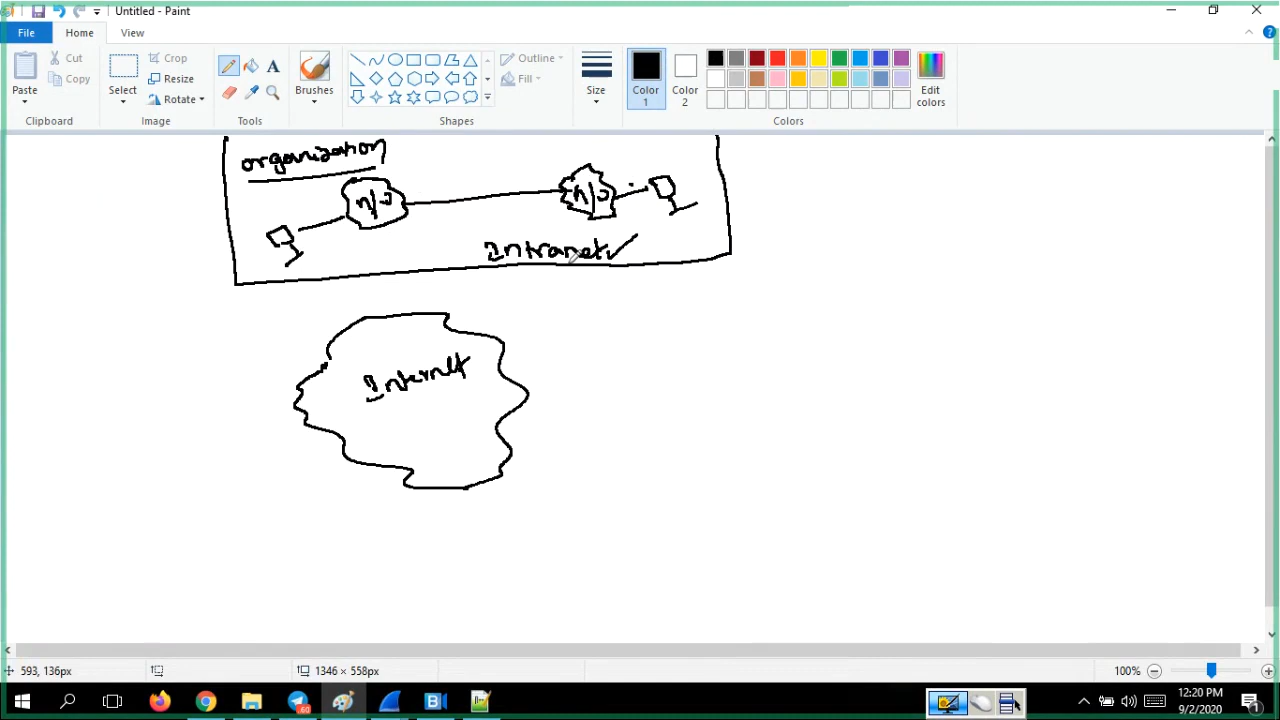 Untitled - Paint
File Home View
Paste
Cut
Copy
Clipboard
Select
Crop
Resize
Rotate
Image
Tools
Brushes
Shapes
Outline
Fill
Size
Color 1
Color 2
Edit colors
Colors
organization
n/w
n/w
Intranet
Internet
593, 136px
1346 × 558px
100%
60
12:20 PM
9/2/2020
1